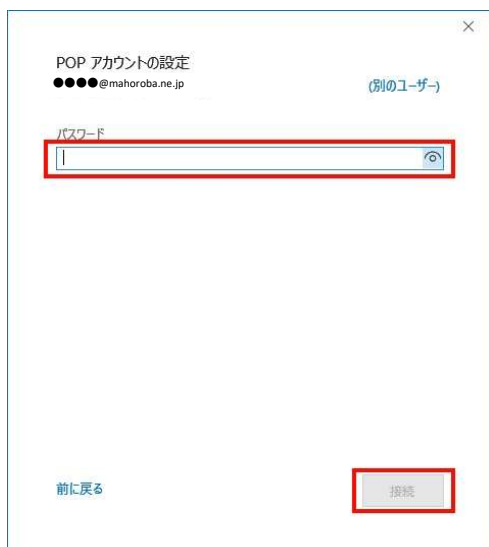 POP アカウントの設定
●●●●@mahoroba.ne.jp
(別のユーザー)
パスワード
前に戻る
接続